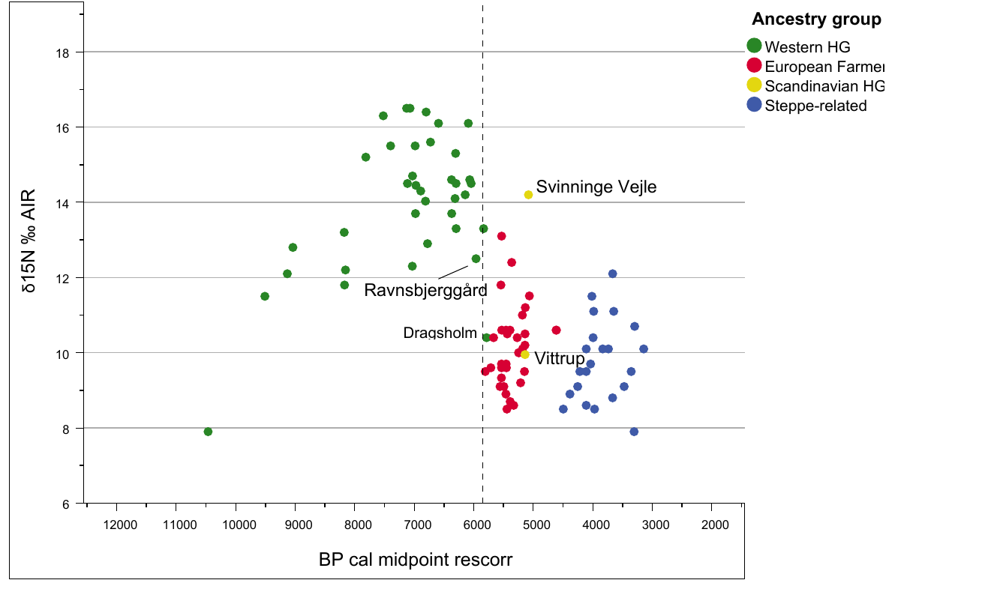 Ancestry group
Western HG
European Farmer
Scandinavian HG
Steppe-related
18
16
14
12
10
8
6
δ15N ‰ AIR
Svinninge Vejle
Ravnsbjerggård
Dragsholm
Vittrup
12000 11000 10000 9000 8000 7000 6000 5000 4000 3000 2000
BP cal midpoint rescorr